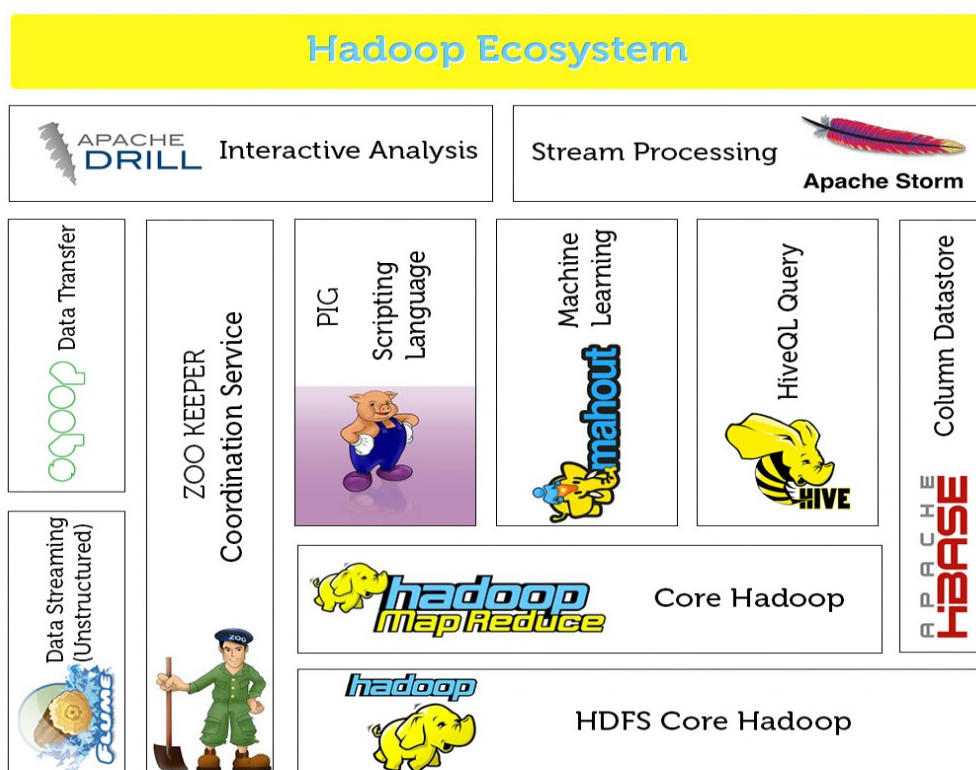 Hadoop Ecosystem
APACHE
DRILL
Interactive Analysis
Stream Processing
Apache Storm
sqoop
Data Transfer
ZOO KEEPER
Coordination Service
ZOO
PIG
Scripting
Language
Machine
Learning
mahout
HiveQL Query
HIVE
Column Datastore
APACHE
HBASE
Data Streaming
(Unstructured)
FLUME
hadoop
Map Reduce
Core Hadoop
hadoop
HDFS Core Hadoop